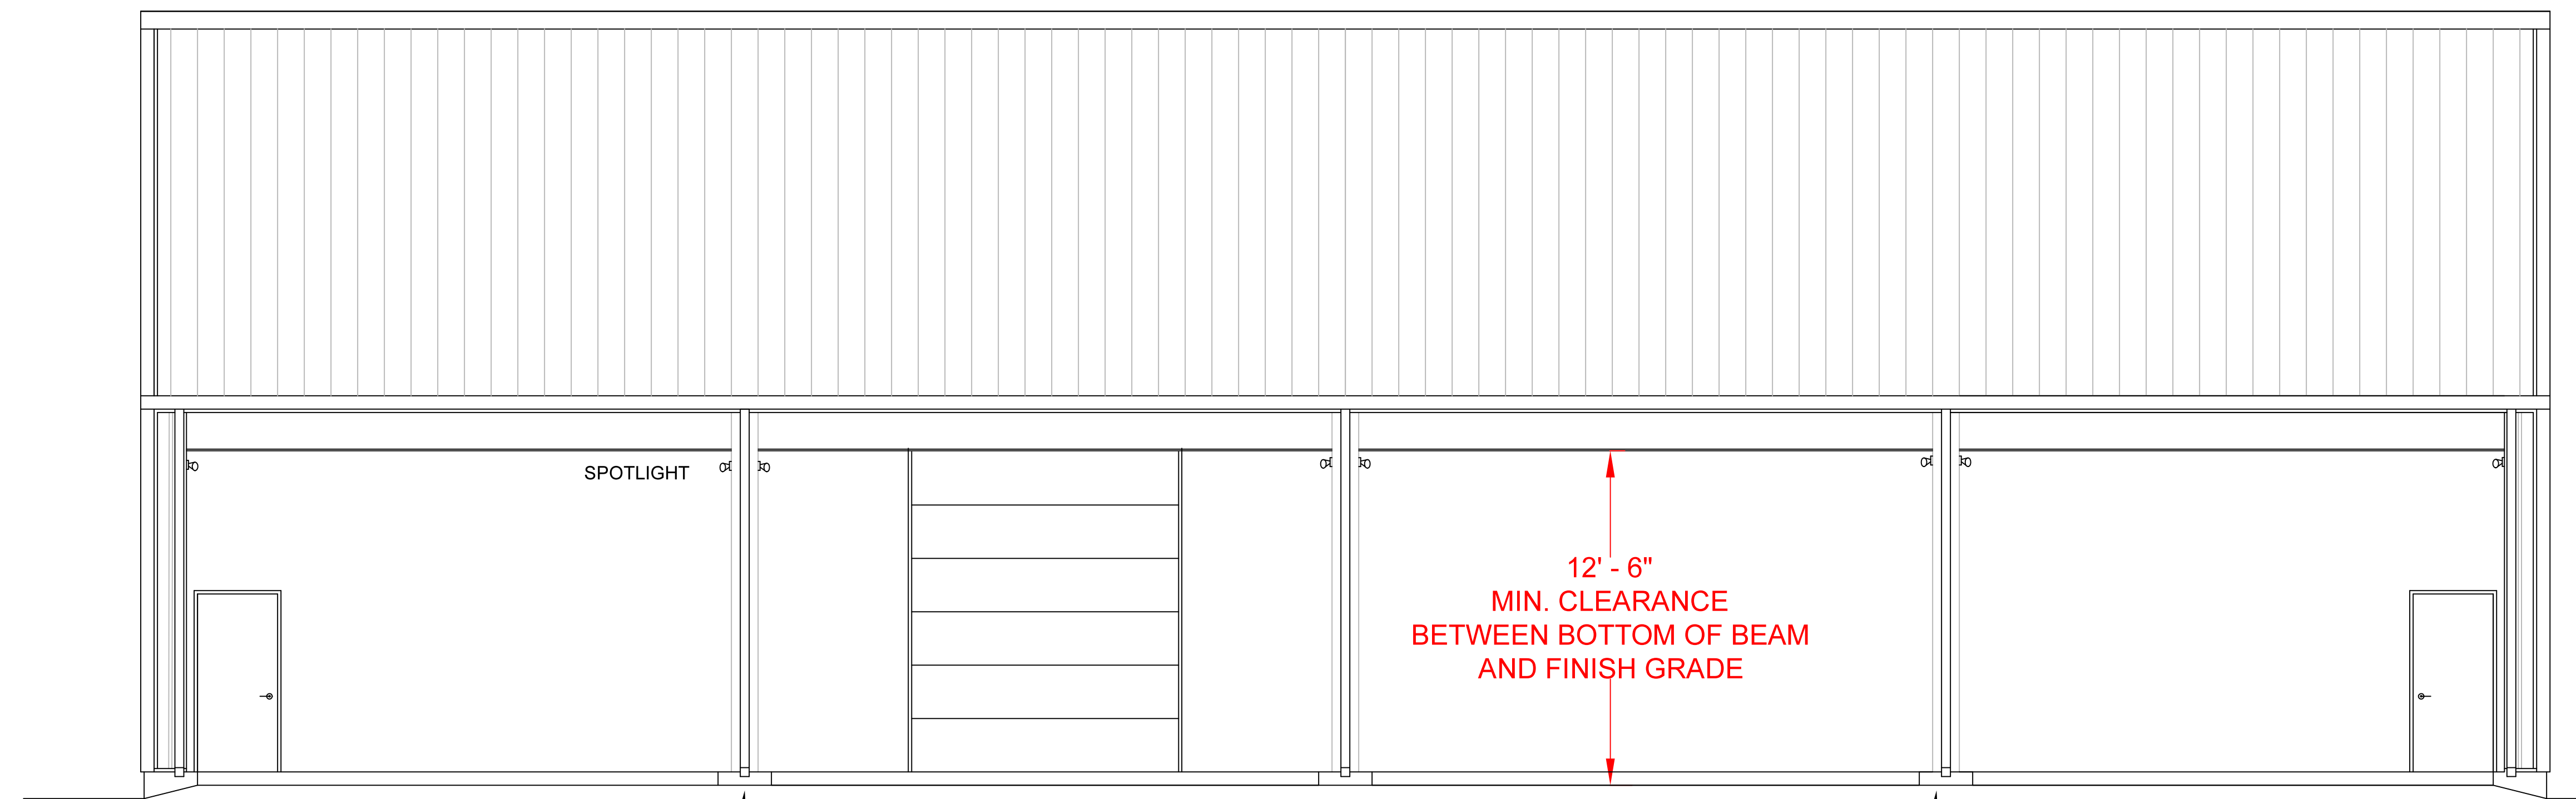 SPOTLIGHT
12' - 6"
MIN. CLEARANCE
BETWEEN BOTTOM OF BEAM
AND FINISH GRADE